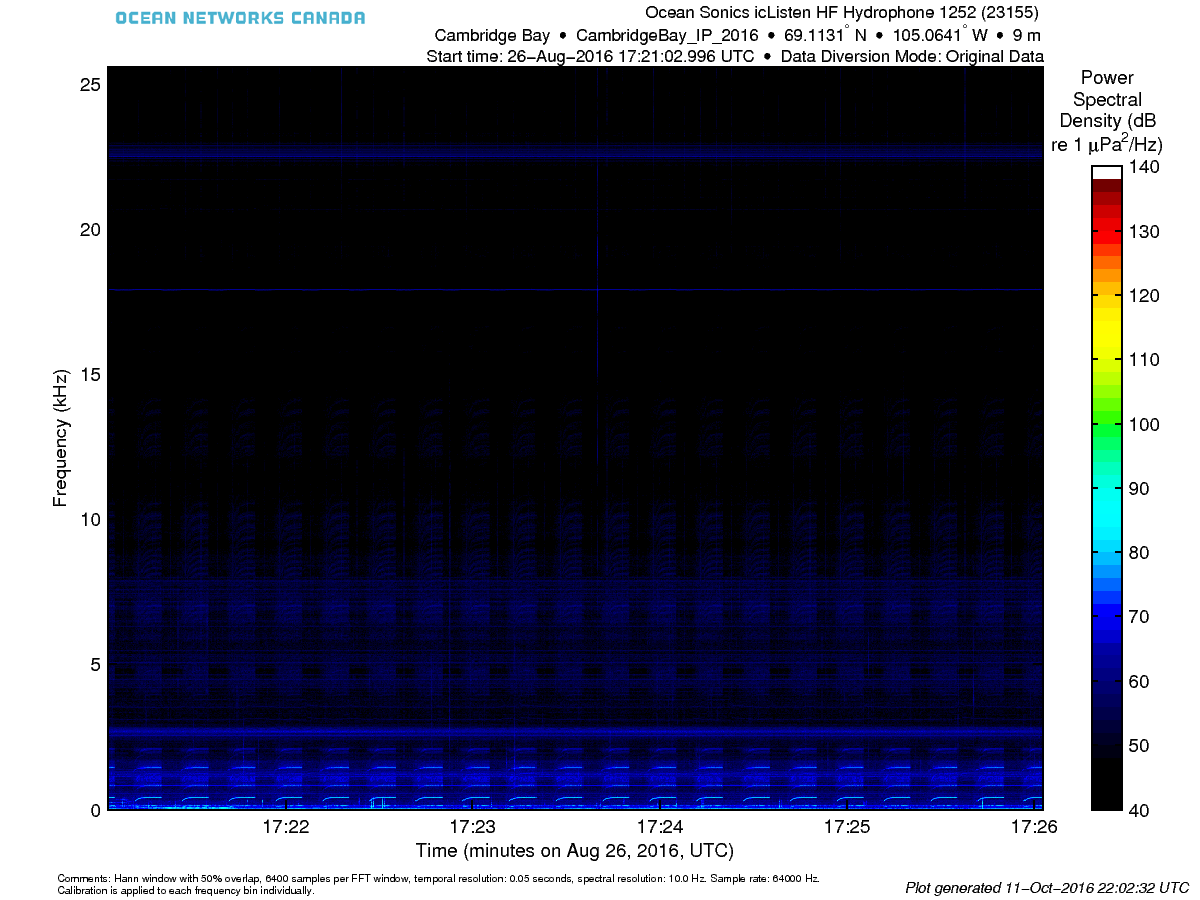 OCEAN NETWORKS CANADA
Ocean Sonics icListen HF Hydrophone 1252 (23155)
Cambridge Bay • CambridgeBay_IP_2016 • 69.1131° N • 105.0641° W • 9 m
Start time: 26−Aug−2016 17:21:02.996 UTC • Data Diversion Mode: Original Data
Power
Spectral
Density (dB
re 1 μPa²/Hz)
140
130
120
110
100
90
80
70
60
50
40
Frequency (kHz)
25
20
15
10
5
0
17:22
17:23
17:24
17:25
17:26
Time (minutes on Aug 26, 2016, UTC)
Comments: Hann window with 50% overlap, 6400 samples per FFT window, temporal resolution: 0.05 seconds, spectral resolution: 10.0 Hz. Sample rate: 64000 Hz.
Calibration is applied to each frequency bin individually.
Plot generated 11−Oct−2016 22:02:32 UTC